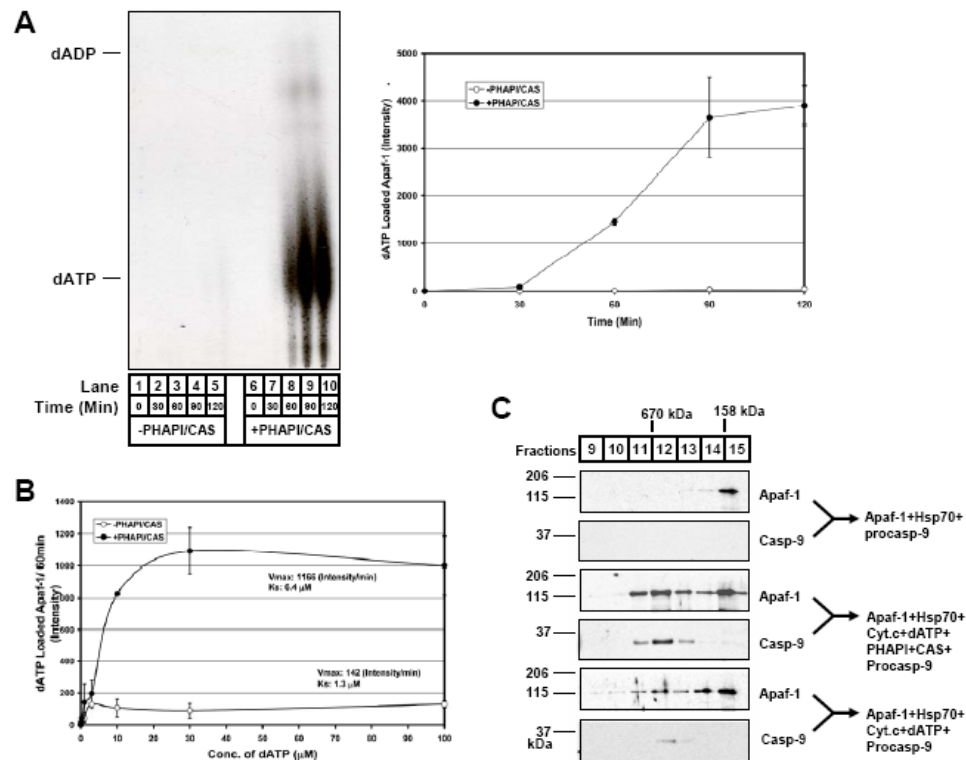 A
dADP
dATP
Lane 1 2 3 4 5 6 7 8 9 10
Time (Min) 0 30 60 90 120 0 30 60 90 120
-PHAPI/CAS +PHAPI/CAS
dATP Loaded Apaf-1 (Intensity)
5000
4000
3000
2000
1000
0
-PHAPI/CAS
+PHAP/CAS
0 30 60 90 120
Time (Min)
B
dATP Loaded Apaf-1/ 60min
(Intensity)
1400
1200
1000
800
600
400
200
0
-PHAPI/CAS
+PHAPI/CAS
Vmax: 1166 (Intensity/min)
Ks: 6.4 μM
Vmax: 142 (Intensity/min)
Ks: 1.3 μM
0 10 20 30 40 50 60 70 80 90 100
Conc. of dATP (μM)
C
670 kDa 158 kDa
Fractions 9 10 11 12 13 14 15
206
115
Apaf-1
37
Casp-9
Apaf-1+Hsp70+
procasp-9
206
115
Apaf-1
37
Casp-9
Apaf-1+Hsp70+
Cyt.c+dATP+
PHAPI+CAS+
Procasp-9
206
115
Apaf-1
37
kDa
Casp-9
Apaf-1+Hsp70+
Cyt.c+dATP+
Procasp-9